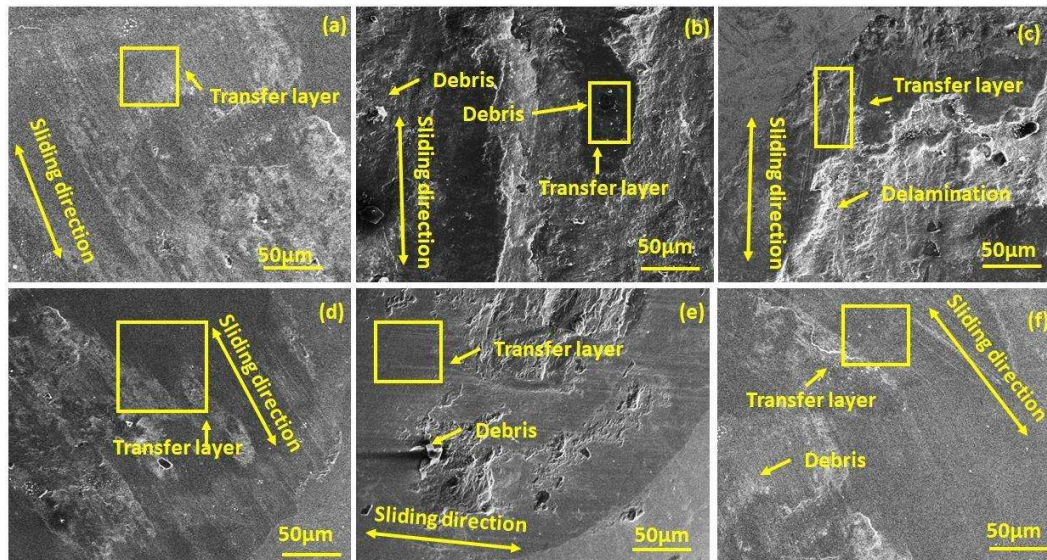 (a)
Transfer layer
Sliding direction
50μm
(b)
Debris
Debris
Sliding direction
Transfer layer
50μm
(c)
Transfer layer
Sliding direction
Delamination
50μm
(d)
Sliding direction
Transfer layer
50μm
(e)
Transfer layer
Debris
Sliding direction
50μm
(f)
Sliding direction
Transfer layer
Debris
50μm